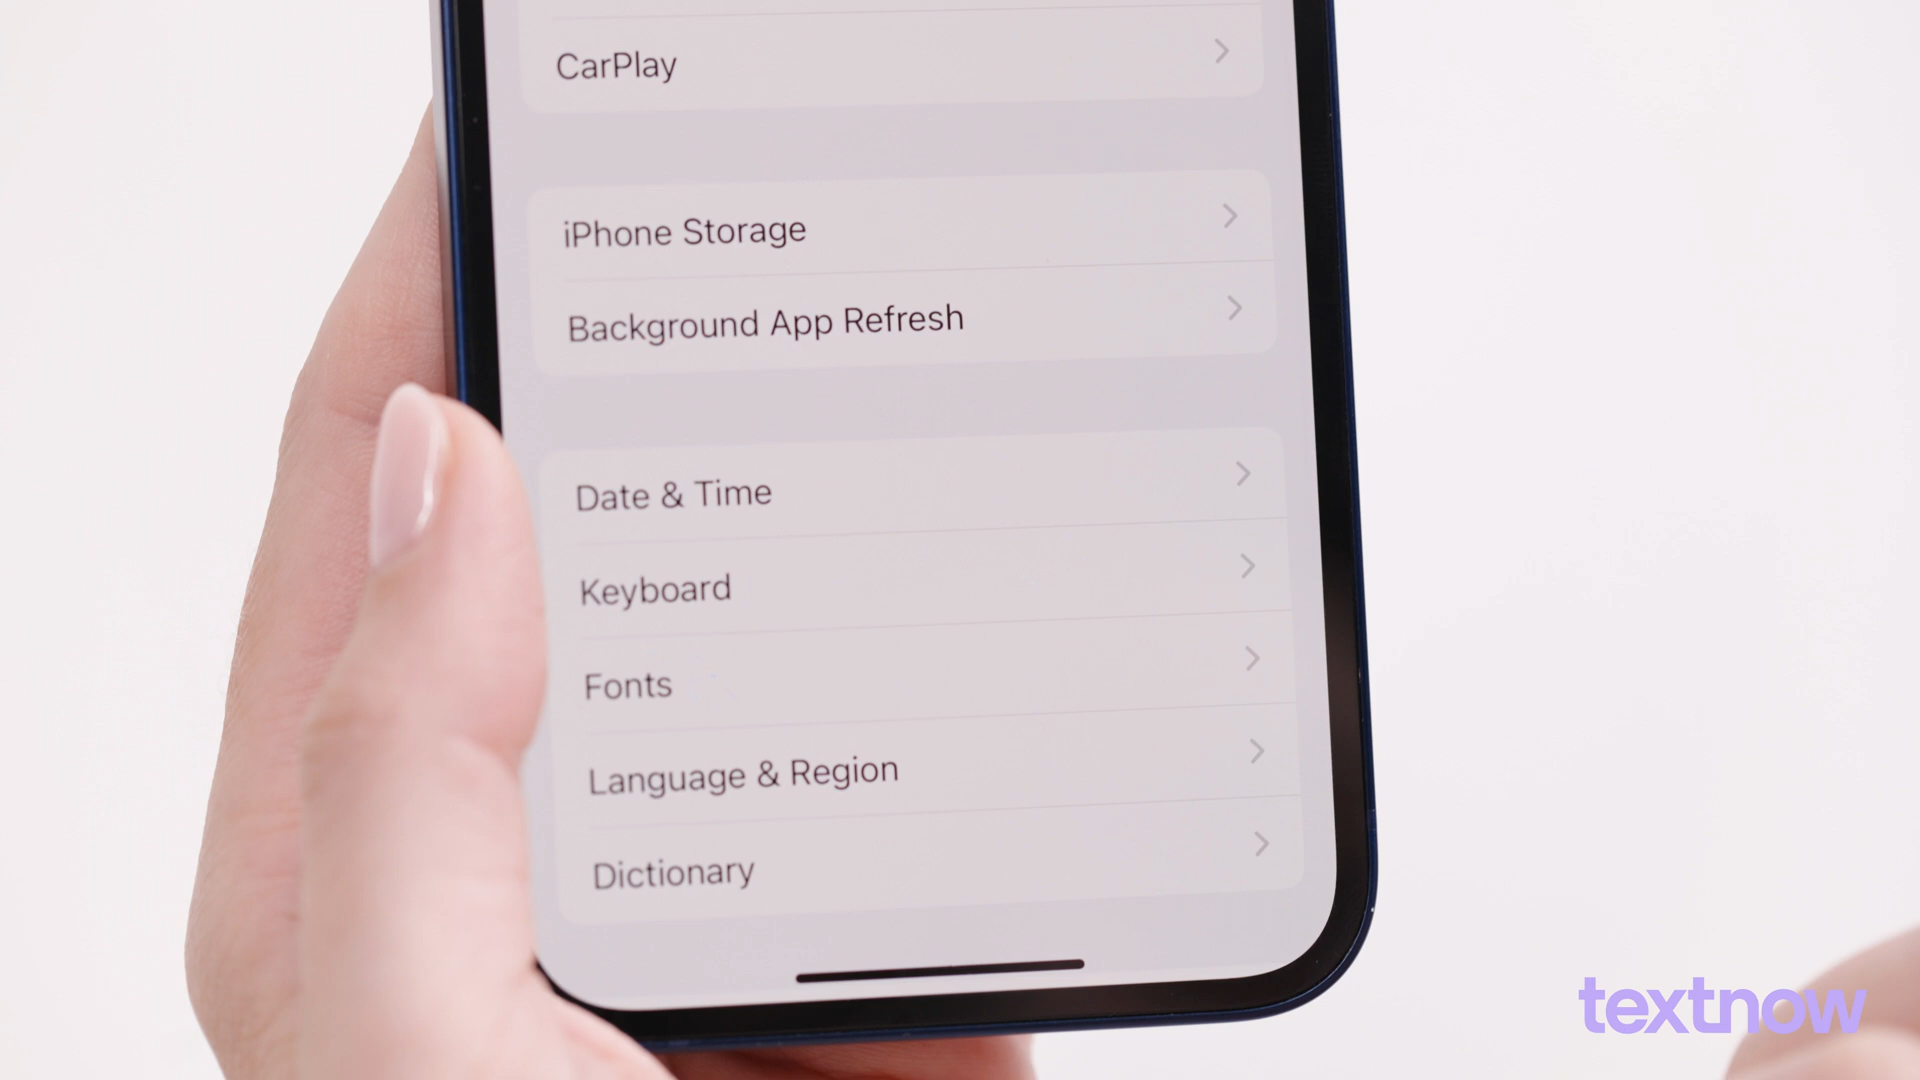 CarPlay
iPhone Storage
Background App Refresh
Date & Time
Keyboard
Fonts
Language & Region
Dictionary
textnow